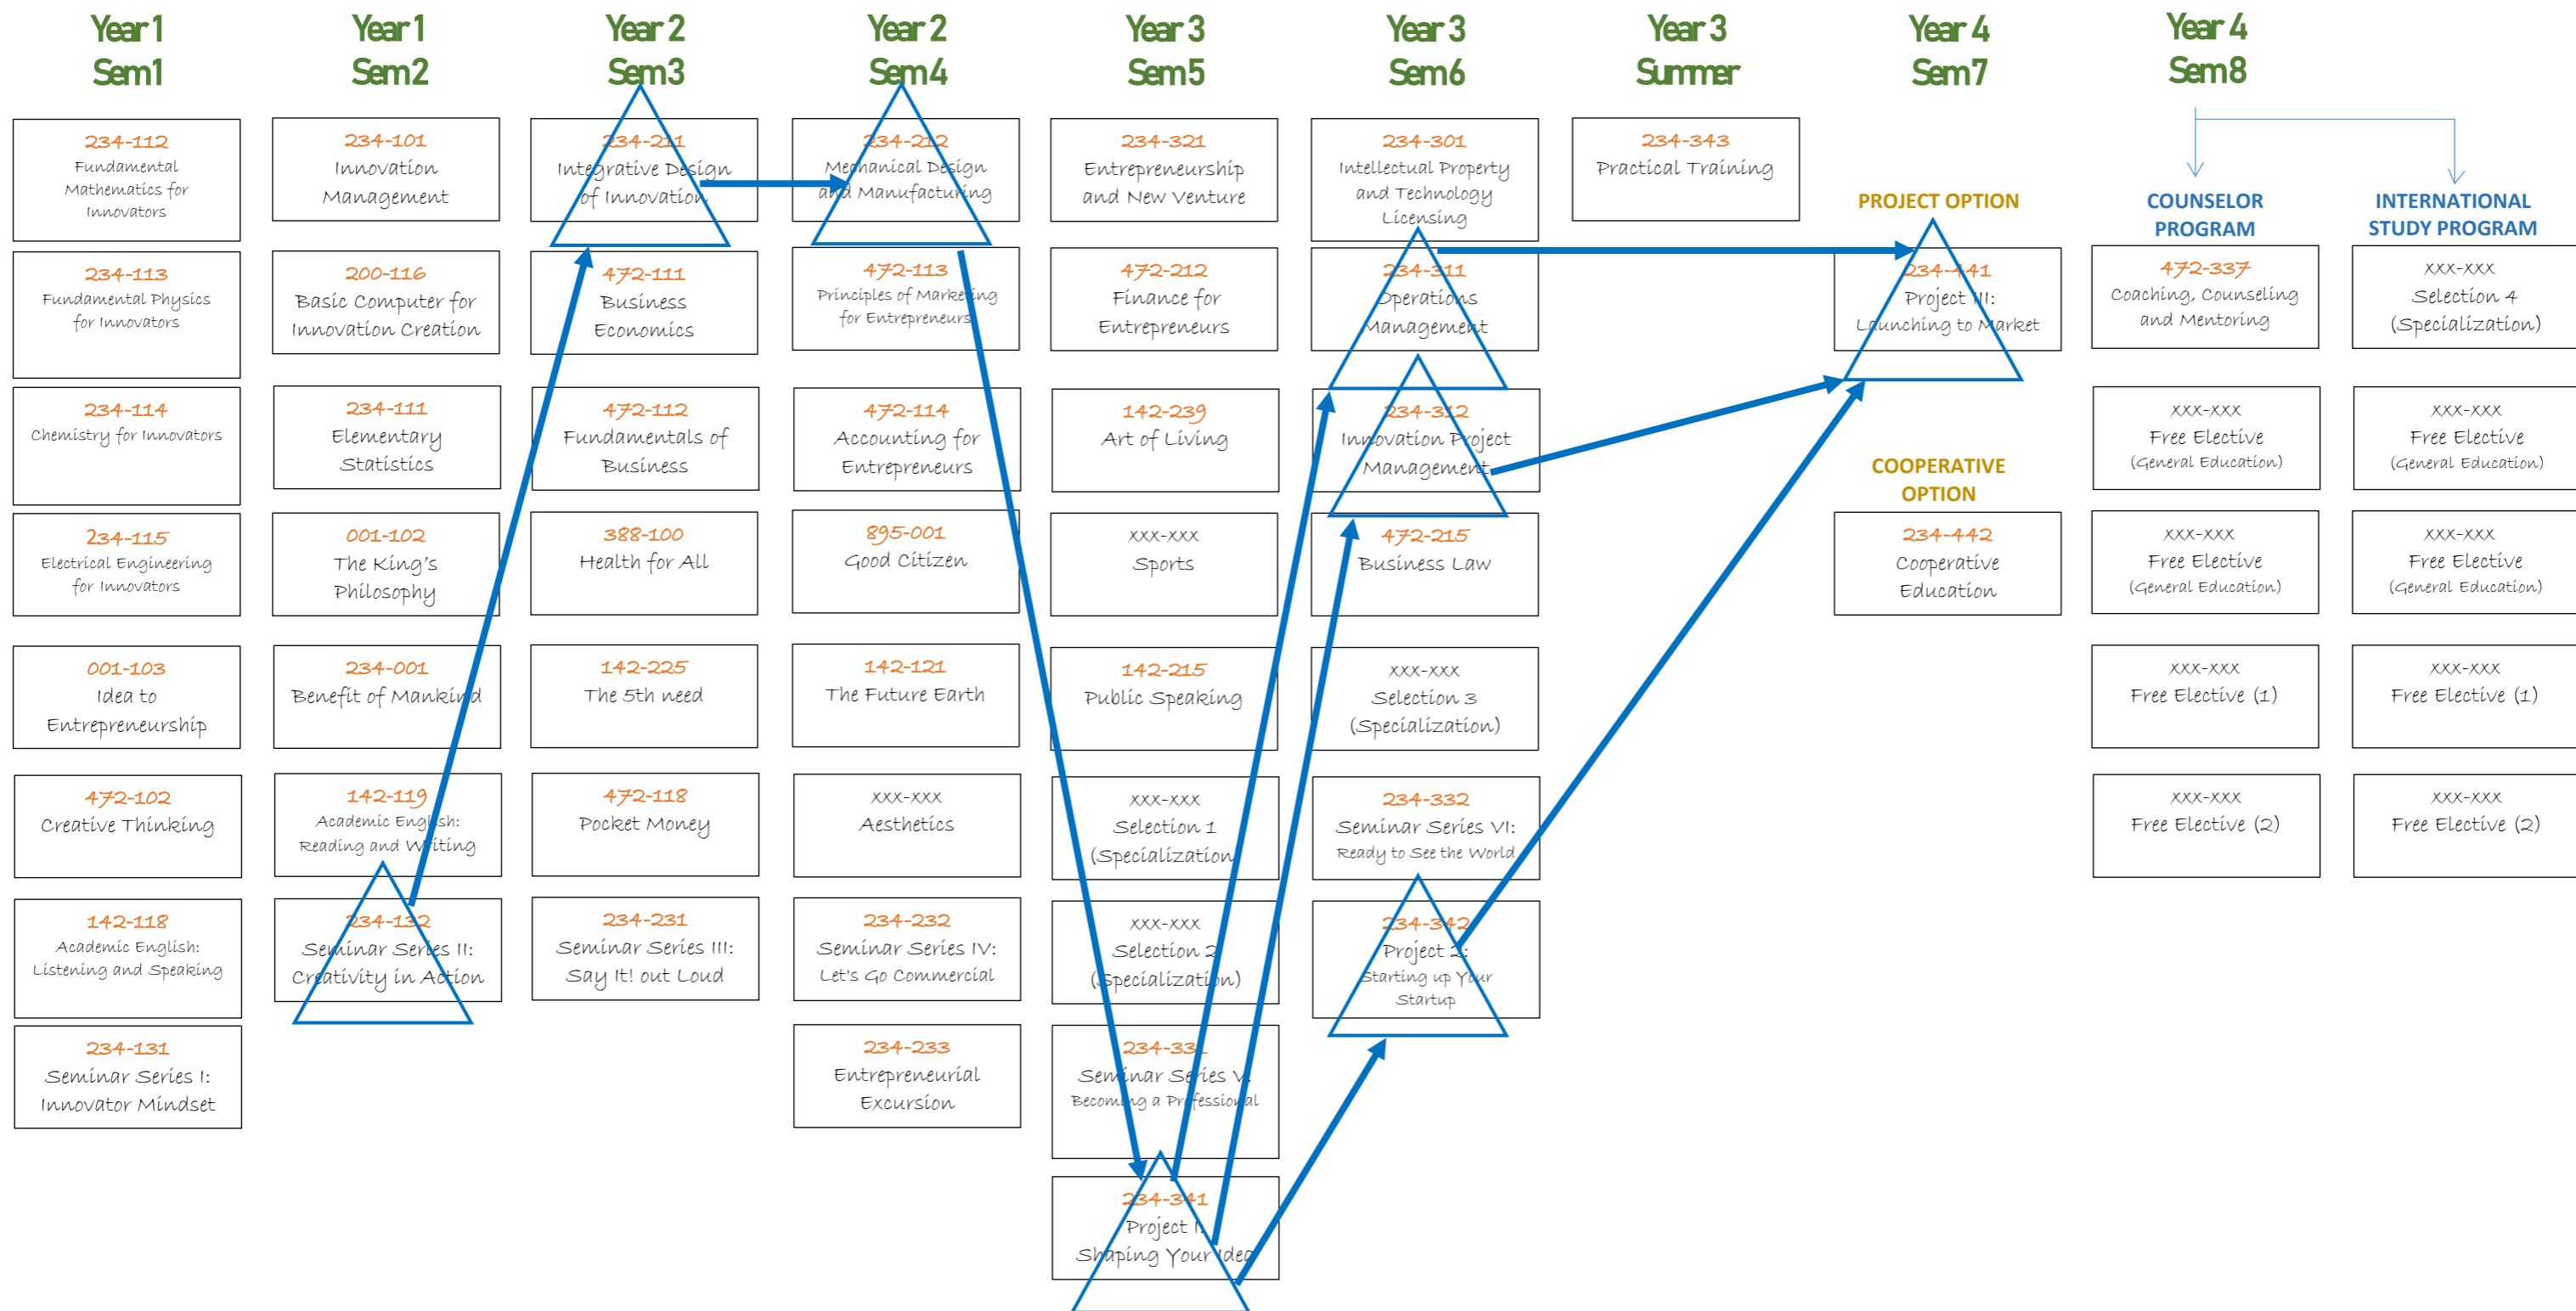 Year 1
Sem 1
234-112
Fundamental
Mathematics for
Innovators
234-113
Fundamental Physics
for Innovators
234-114
Chemistry for Innovators
234-115
Electrical Engineering
for Innovators
001-103
Idea to
Entrepreneurship
472-102
Creative Thinking
142-118
Academic English:
Listening and Speaking
234-131
Seminar Series I:
Innovator Mindset
Year 1
Sem 2
234-101
Innovation
Management
200-116
Basic Computer for
Innovation Creation
234-111
Elementary
Statistics
001-102
The King's
Philosophy
234-001
Benefit of Mankind
142-119
Academic English:
Reading and Writing
234-132
Seminar Series II:
Creativity in Action
Year 2
Sem 3
234-211
Integrative Design
of Innovation
472-111
Business
Economics
472-112
Fundamentals of
Business
388-100
Health for All
142-225
The 5th need
472-118
Pocket Money
234-231
Seminar Series III:
Say It! out Loud
Year 2
Sem 4
234-212
Mechanical Design
and Manufacturing
472-113
Principles of Marketing
for Entrepreneurs
472-114
Accounting for
Entrepreneurs
895-001
Good Citizen
142-121
The Future Earth
XXX-XXX
Aesthetics
234-232
Seminar Series IV:
Let's Go Commercial
234-233
Entrepreneurial
Excursion
Year 3
Sem 5
234-321
Entrepreneurship
and New Venture
472-212
Finance for
Entrepreneurs
142-239
Art of Living
XXX-XXX
Sports
142-215
Public Speaking
XXX-XXX
Selection 1
(Specialization)
XXX-XXX
Selection 2
(Specialization)
234-331
Seminar Series V:
Becoming a Professional
234-341
Project I:
Shaping Your Idea
Year 3
Sem 6
234-301
Intellectual Property
and Technology
Licensing
234-311
Operations
Management
234-312
Innovation Project
Management
472-215
Business Law
XXX-XXX
Selection 3
(Specialization)
234-332
Seminar Series VI:
Ready to See the World
234-342
Project 2:
Starting up Your
Startup
Year 3
Summer
234-343
Practical Training
Year 4
Sem 7
PROJECT OPTION
234-441
Project III:
Launching to Market
COOPERATIVE
OPTION
234-442
Cooperative
Education
Year 4
Sem 8
COUNSELOR
PROGRAM
472-337
Coaching, Counseling
and Mentoring
XXX-XXX
Free Elective
(General Education)
XXX-XXX
Free Elective
(General Education)
XXX-XXX
Free Elective (1)
XXX-XXX
Free Elective (2)
INTERNATIONAL
STUDY PROGRAM
XXX-XXX
Selection 4
(Specialization)
XXX-XXX
Free Elective
(General Education)
XXX-XXX
Free Elective
(General Education)
XXX-XXX
Free Elective (1)
XXX-XXX
Free Elective (2)